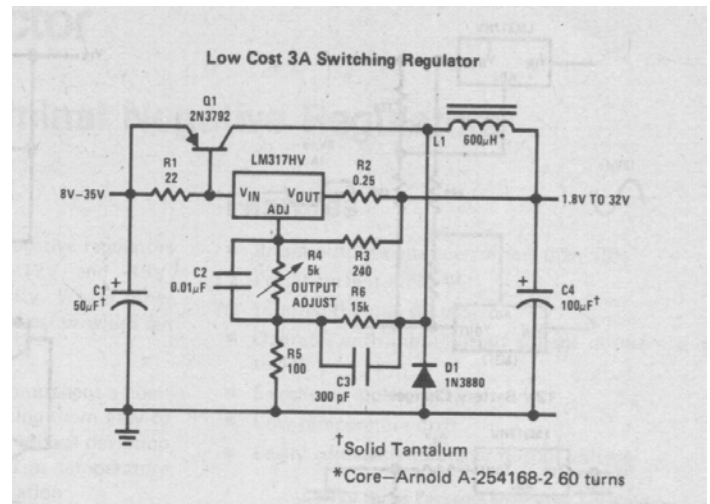 Low Cost 3A Switching Regulator
Q1
2N3792
L1
600μH*
R1
22
LM317HV
R2
0.25
8V–35V
VIN
VOUT
ADJ
1.8V TO 32V
R3
240
C2
0.01μF
R4
5k
OUTPUT
ADJUST
R6
15k
C1
50μF†
+
+
C4
100μF†
R5
100
C3
300 pF
D1
1N3880
†Solid Tantalum
*Core—Arnold A-254168-2 60 turns